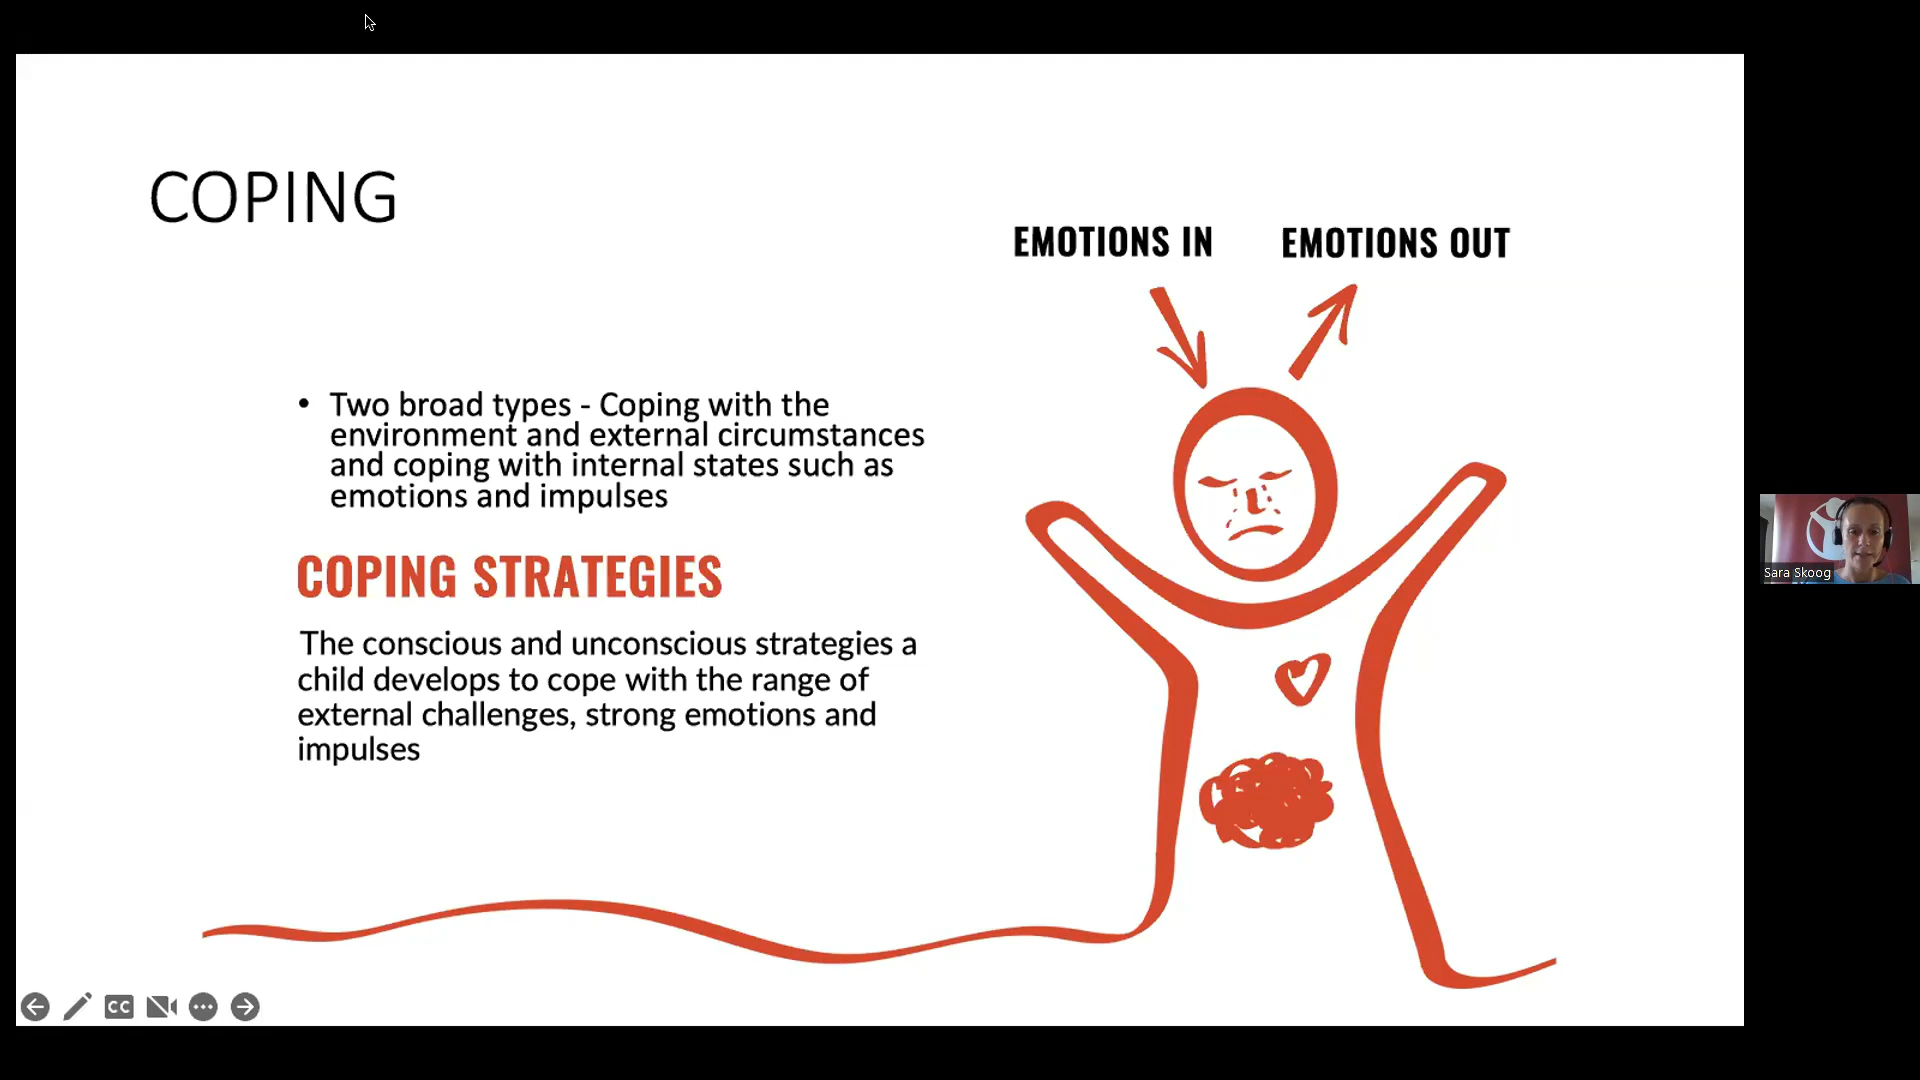 COPING
EMOTIONS IN
EMOTIONS OUT
• Two broad types - Coping with the
environment and external circumstances
and coping with internal states such as
emotions and impulses
COPING STRATEGIES
The conscious and unconscious strategies a
child develops to cope with the range of
external challenges, strong emotions and
impulses
CC
Sara Skoog